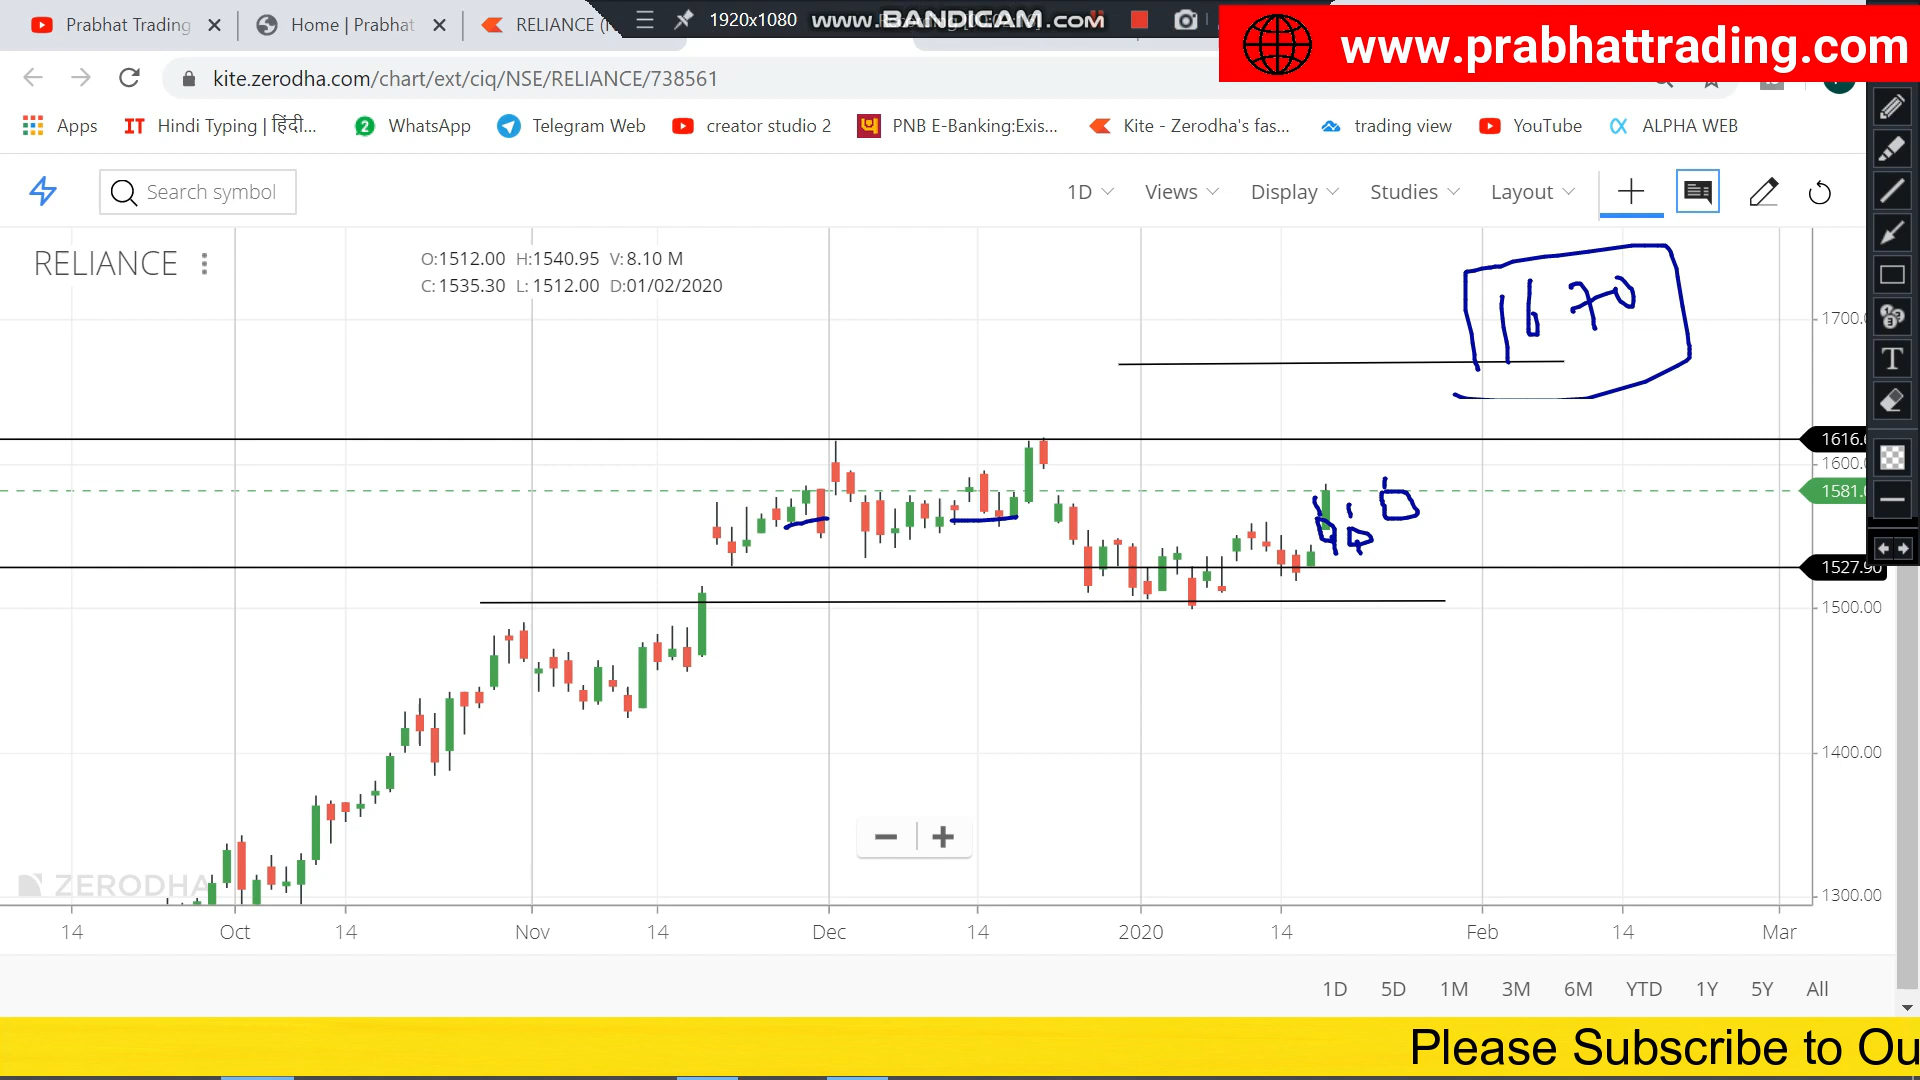 Prabhat Trading
Home | Prabhat
RELIANCE (N
1920x1080
www.BANDICAM.com
www.prabhattrading.com
kite.zerodha.com/chart/ext/ciq/NSE/RELIANCE/738561
Apps
IT Hindi Typing | हिंदी...
2 WhatsApp
Telegram Web
creator studio 2
PNB E-Banking:Exis...
Kite - Zerodha's fas...
trading view
YouTube
ALPHA WEB
Search symbol
1D
Views
Display
Studies
Layout
RELIANCE
O:1512.00 H:1540.95 V:8.10 M
C:1535.30 L:1512.00 D:01/02/2020
1670
1700.
1616.
1600.
1581.
1527.90
1500.00
1400.00
1300.00
ZERODHA
14 Oct 14 Nov 14 Dec 14 2020 14 Feb 14 Mar
1D 5D 1M 3M 6M YTD 1Y 5Y All
Please Subscribe to Ou